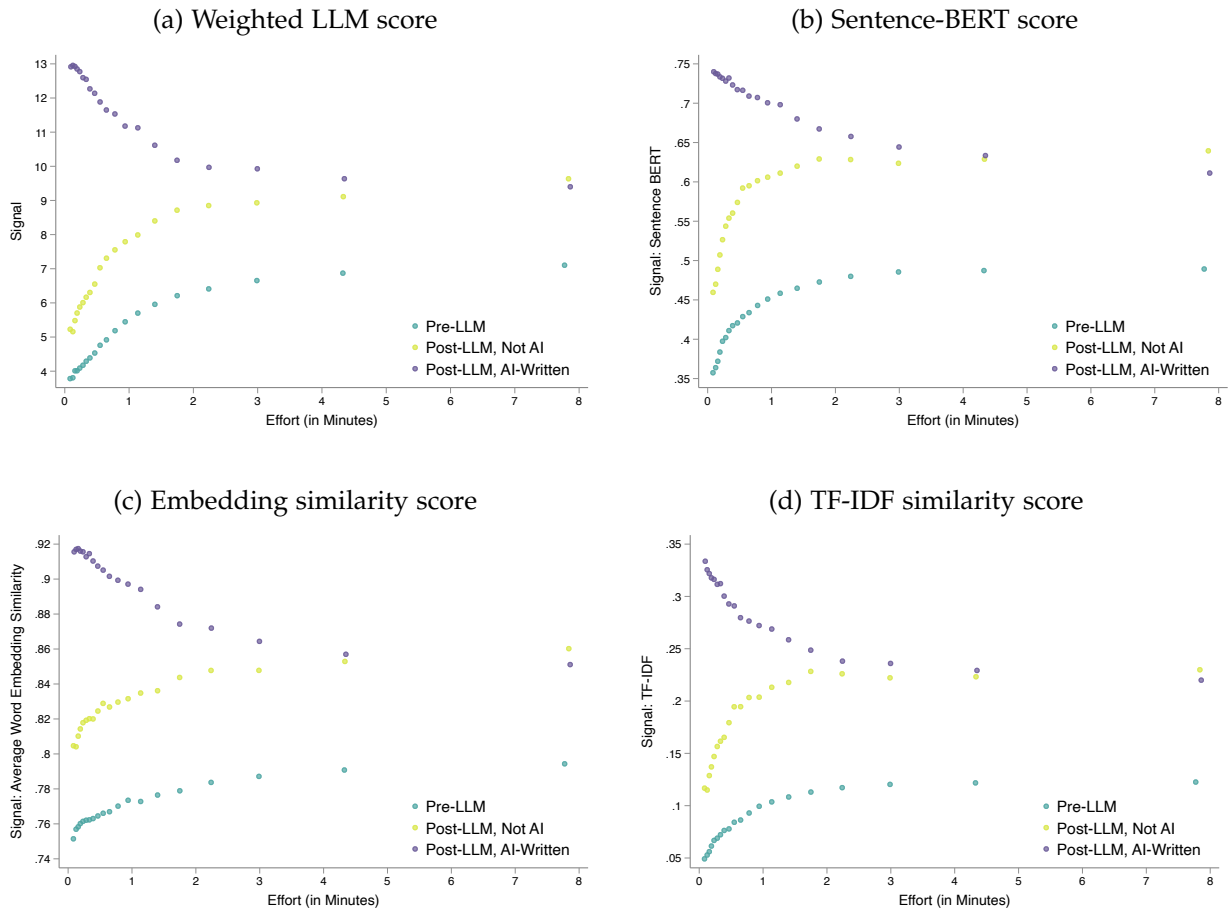 (a) Weighted LLM score
13
12
11
10
9
8
7
6
5
4
Signal
0 1 2 3 4 5 6 7 8
Effort (in Minutes)
Pre-LLM
Post-LLM, Not AI
Post-LLM, AI-Written
(b) Sentence-BERT score
.75
.7
.65
.6
.55
.5
.45
.4
.35
Signal: Sentence BERT
0 1 2 3 4 5 6 7 8
Effort (in Minutes)
Pre-LLM
Post-LLM, Not AI
Post-LLM, AI-Written
(c) Embedding similarity score
.92
.9
.88
.86
.84
.82
.8
.78
.76
.74
Signal: Average Word Embedding Similarity
0 1 2 3 4 5 6 7 8
Effort (in Minutes)
Pre-LLM
Post-LLM, Not AI
Post-LLM, AI-Written
(d) TF-IDF similarity score
.35
.3
.25
.2
.15
.1
.05
Signal: TF-IDF
0 1 2 3 4 5 6 7 8
Effort (in Minutes)
Pre-LLM
Post-LLM, Not AI
Post-LLM, AI-Written